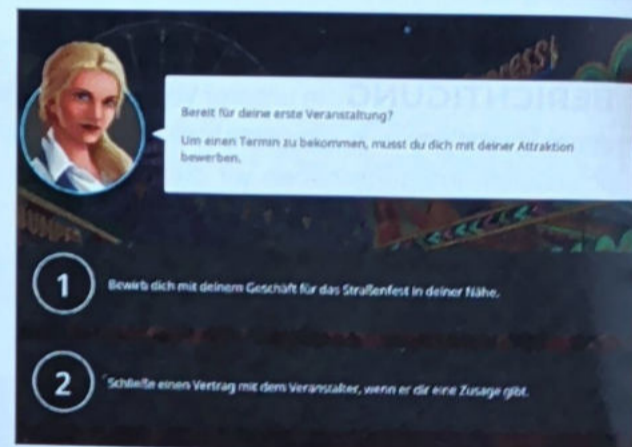 Bereit für deine erste Veranstaltung?
Um einen Termin zu bekommen, musst du dich mit deiner Attraktion
bewerben.
1 Bewirb dich mit deinem Geschäft für das Straßenfest in deiner Nähe.
2 Schließe einen Vertrag mit dem Veranstalter, wenn er dir eine Zusage gibt.